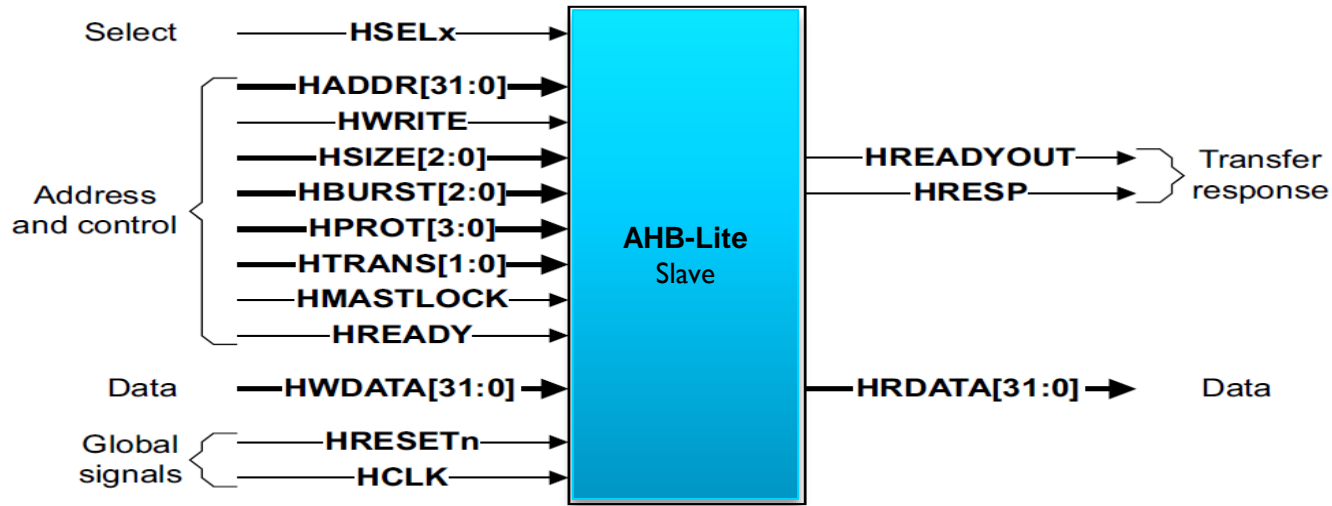 Select
HSELx
HADDR[31:0]
HWRITE
HSIZE[2:0]
HBURST[2:0]
HPROT[3:0]
HTRANS[1:0]
HMASTLOCK
HREADY
Address
and control
Data
HWDATA[31:0]
Global
signals
HRESETn
HCLK
AHB-Lite
Slave
HREADYOUT
HRESP
Transfer
response
HRDATA[31:0]
Data